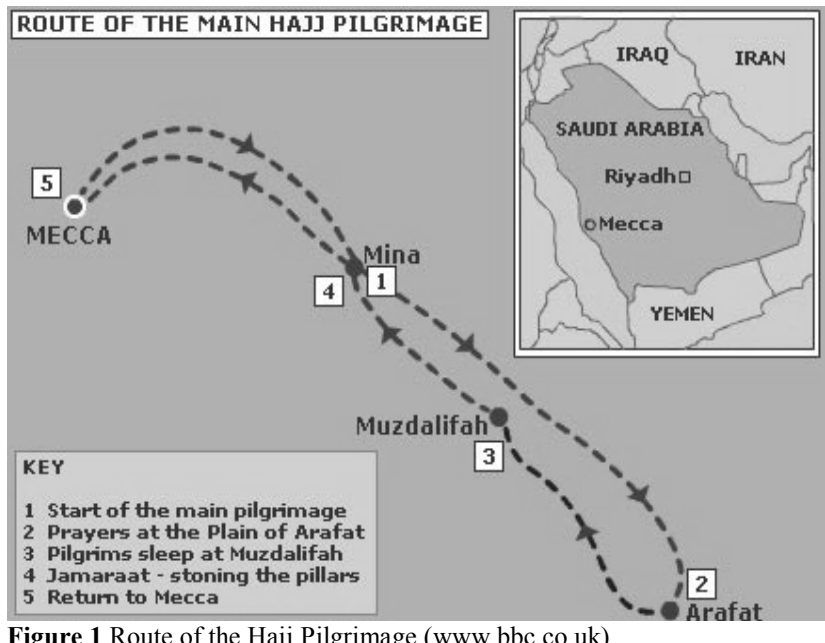 ROUTE OF THE MAIN HAJJ PILGRIMAGE
IRAQ
IRAN
SAUDI ARABIA
Riyadh
Mecca
YEMEN
5
MECCA
Mina
4
1
Muzdalifah
3
2
Arafat
KEY
1 Start of the main pilgrimage
2 Prayers at the Plain of Arafat
3 Pilgrims sleep at Muzdalifah
4 Jamaraat - stoning the pillars
5 Return to Mecca
Figure 1 Route of the Hajj Pilgrimage (www.bbc.co.uk)